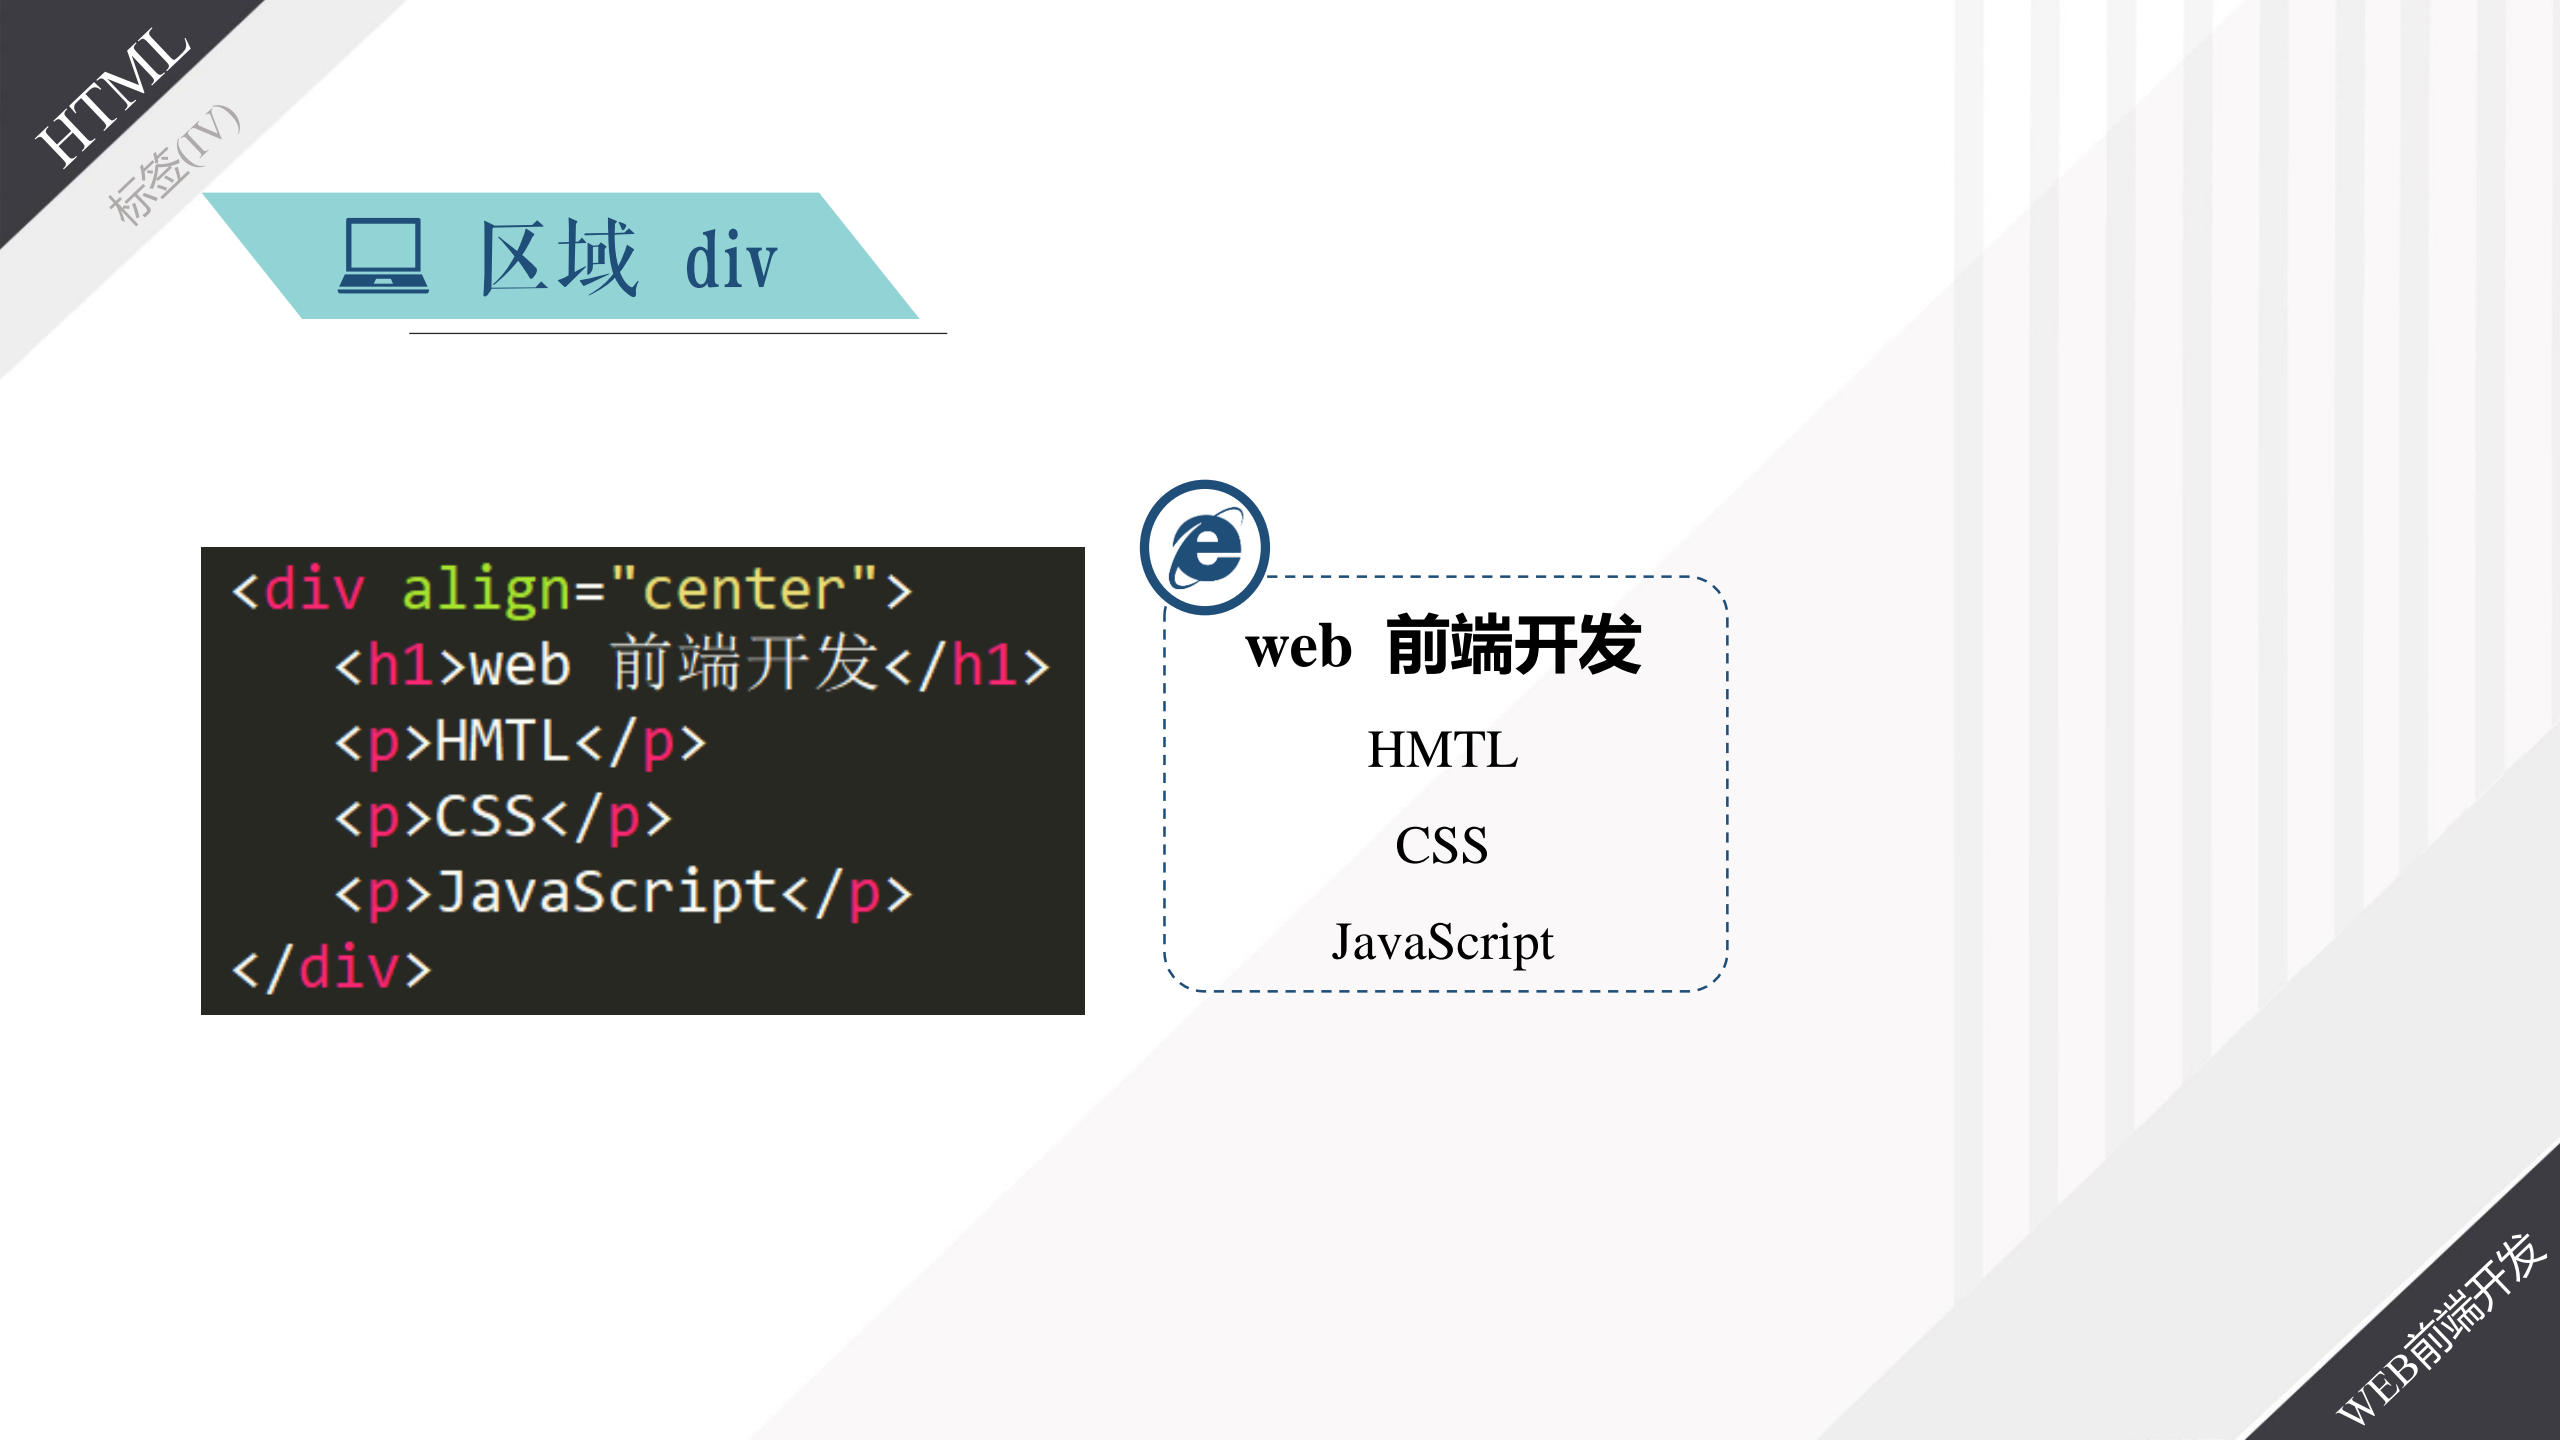 HTML
标签(IV)
区域 div
<div align="center">
<h1>web 前端开发</h1>
<p>HMTL</p>
<p>CSS</p>
<p>JavaScript</p>
</div>
web 前端开发
HMTL
CSS
JavaScript
WEB前端开发